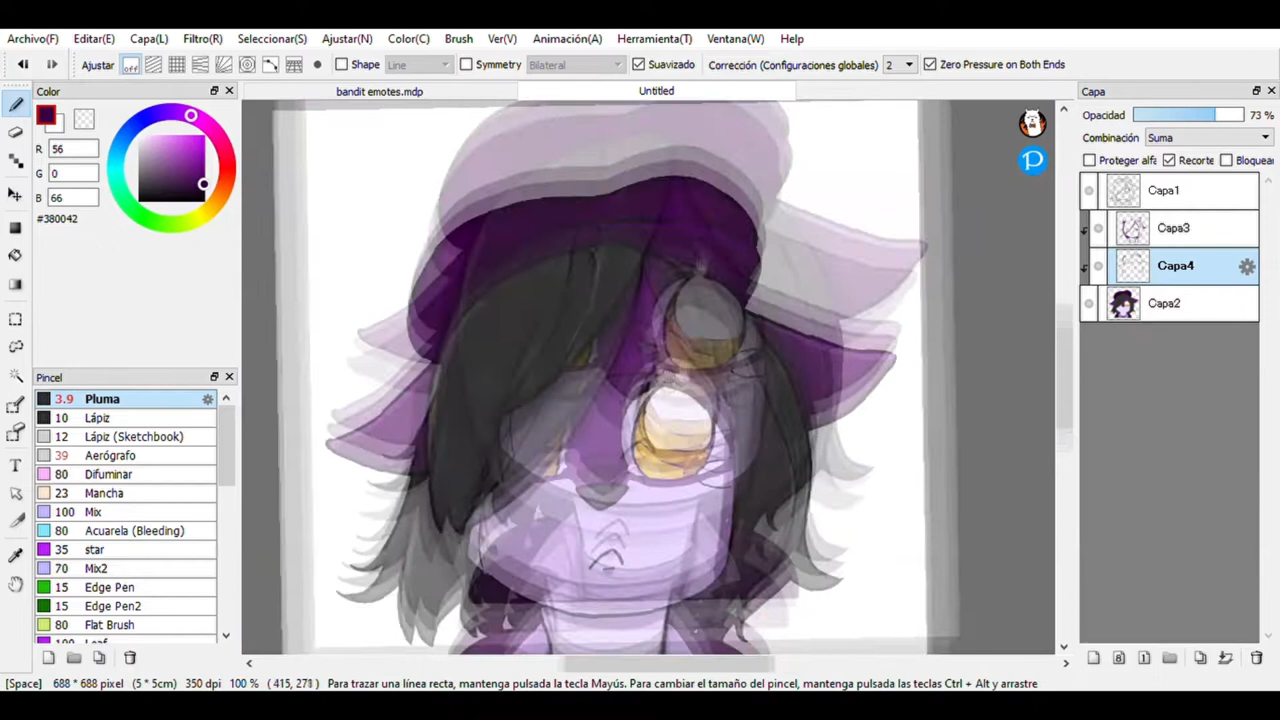 Archivo(F) Editar(E) Capa(L) Filtro(R) Seleccionar(S) Ajustar(N) Color(C) Brush Ver(V) Animación(A) Herramienta(T) Ventana(W) Help
Ajustar off Shape Line Symmetry Bilateral Suavizado Corrección (Configuraciones globales) 2 Zero Pressure on Both Ends
Color
bandit emotes.mdp Untitled
Capa
R 56
G 0
B 66
#380042
Opacidad 73 %
Combinación Suma
Proteger alfa Recorte Bloquear
Capa1
Capa3
Capa4
Capa2
Pincel
3.9 Pluma
10 Lápiz
12 Lápiz (Sketchbook)
39 Aerógrafo
80 Difuminar
23 Mancha
100 Mix
80 Acuarela (Bleeding)
35 star
70 Mix2
15 Edge Pen
15 Edge Pen2
80 Flat Brush
100 Leaf
[Space] 688 * 688 pixel (5 * 5cm) 350 dpi 100 % ( 415, 271 ) Para trazar una línea recta, mantenga pulsada la tecla Mayús. Para cambiar el tamaño del pincel, mantenga pulsadas las teclas Ctrl + Alt y arrastre